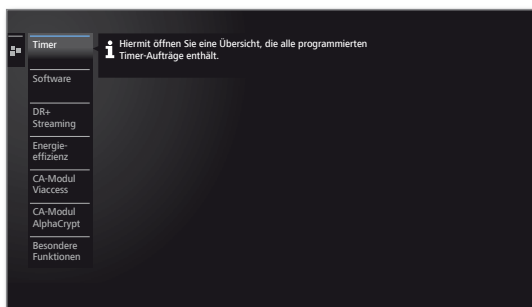 Timer
Hiermit öffnen Sie eine Übersicht, die alle programmierten
Timer-Aufträge enthält.
Software
DR+
Streaming
Energie-
effizienz
CA-Modul
Viaccess
CA-Modul
AlphaCrypt
Besondere
Funktionen